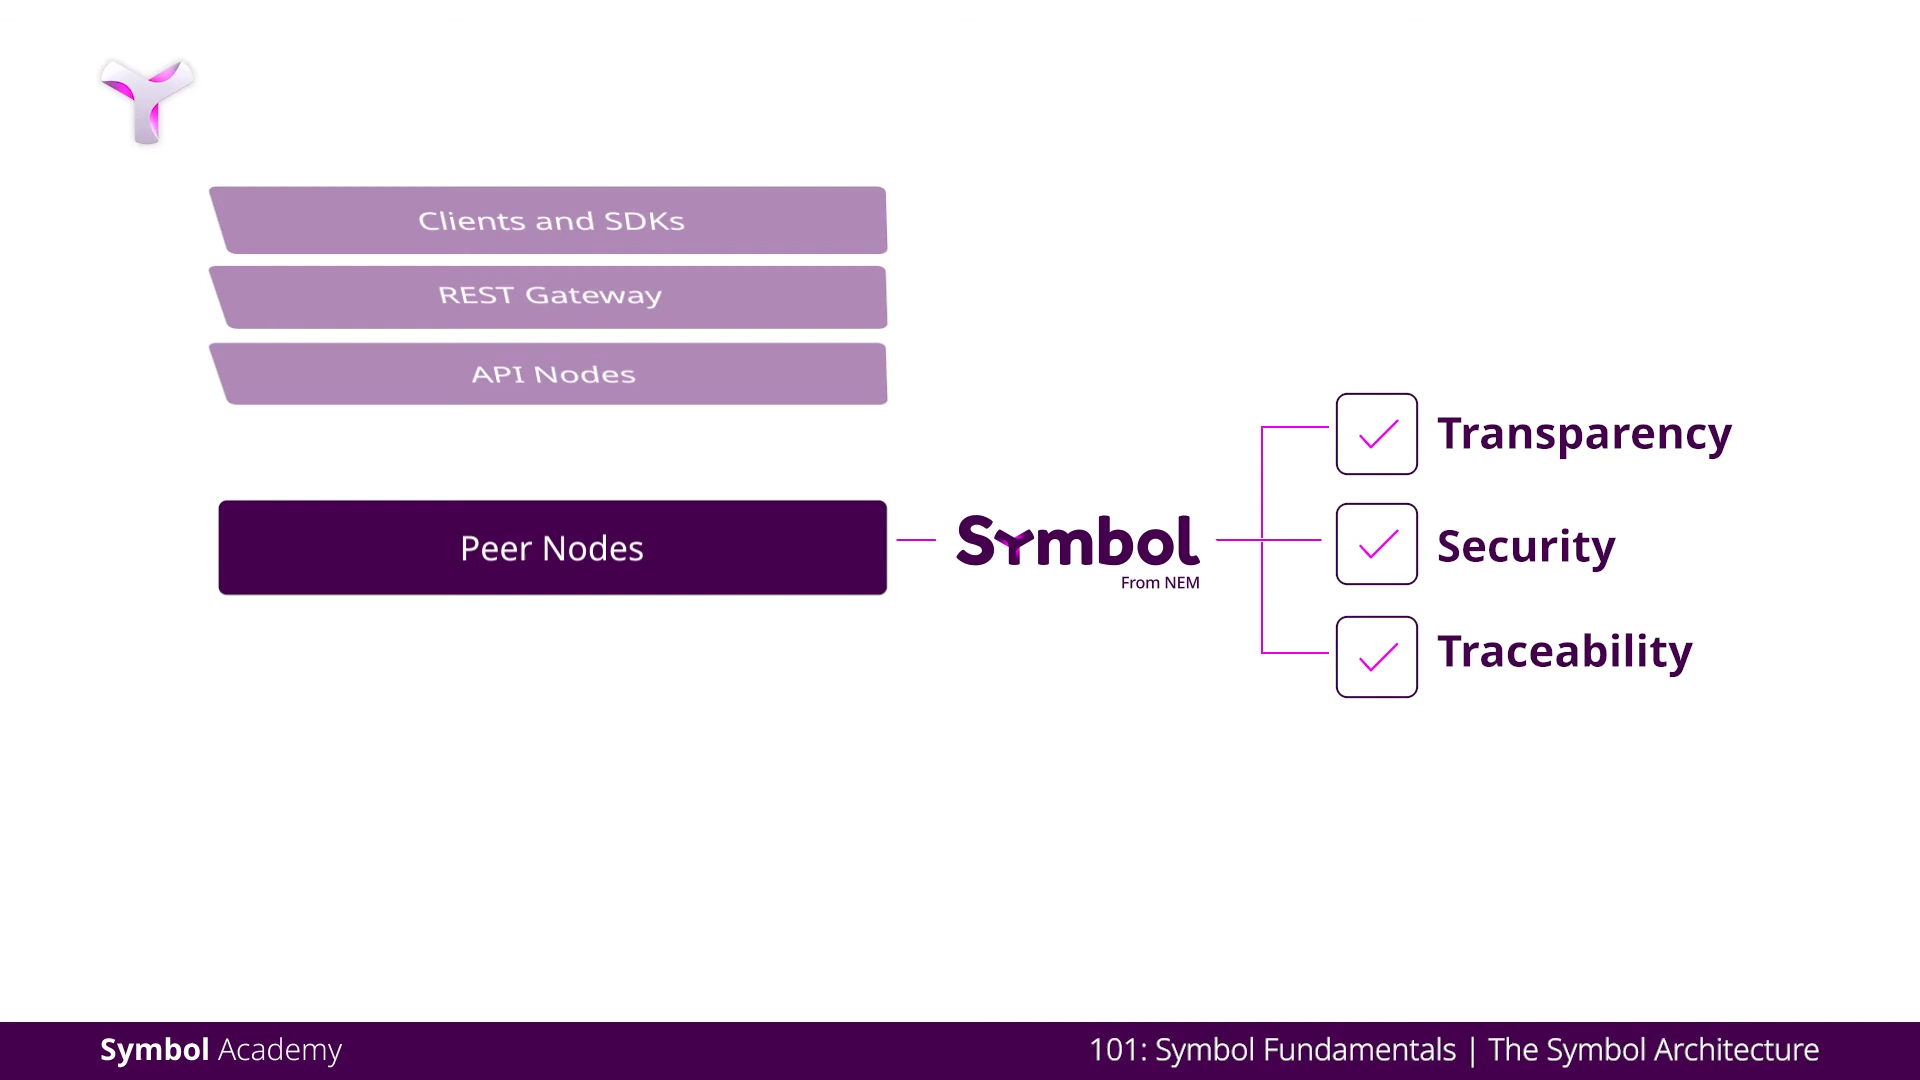 Clients and SDKs
REST Gateway
API Nodes
Peer Nodes
Symbol
From NEM
Transparency
Security
Traceability
Symbol Academy
101: Symbol Fundamentals | The Symbol Architecture